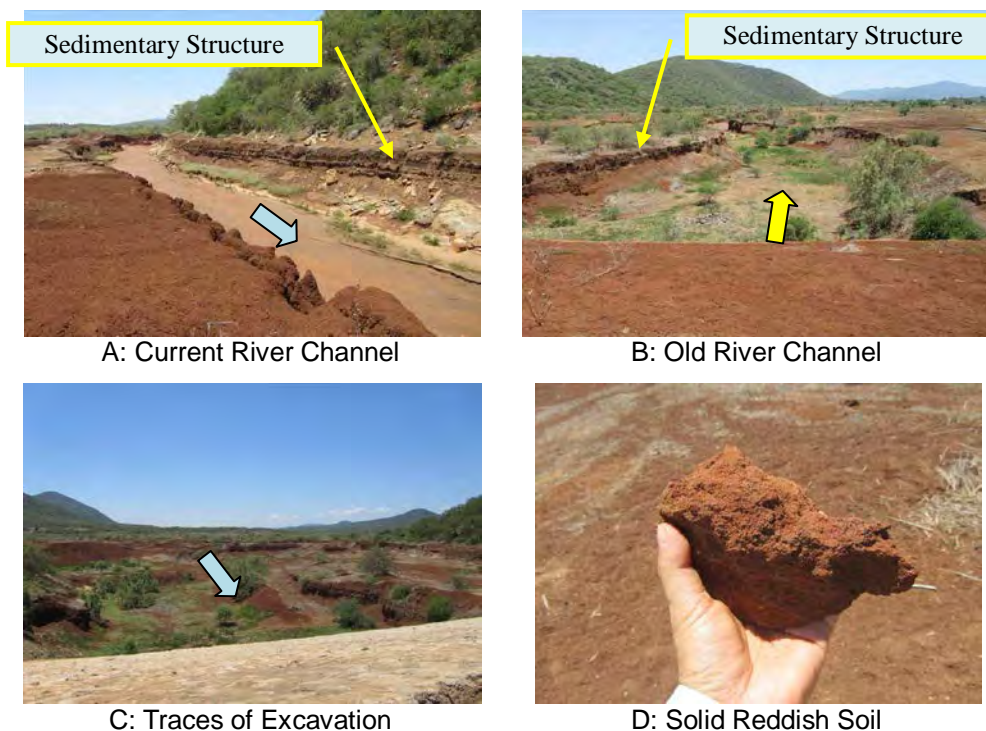 Sedimentary Structure
Sedimentary Structure
A: Current River Channel
B: Old River Channel
C: Traces of Excavation
D: Solid Reddish Soil